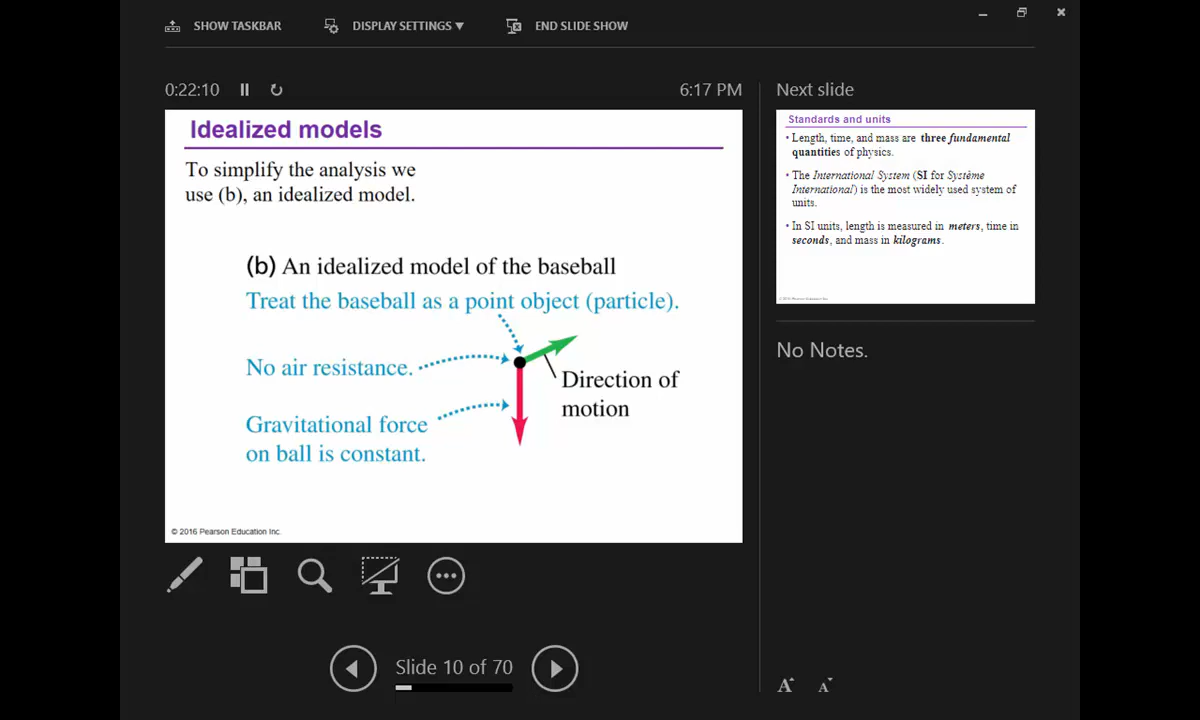 SHOW TASKBAR
DISPLAY SETTINGS ▼
END SLIDE SHOW
0:22:10
6:17 PM
Idealized models
To simplify the analysis we
use (b), an idealized model.
(b) An idealized model of the baseball
Treat the baseball as a point object (particle).
No air resistance.
Direction of
motion
Gravitational force
on ball is constant.
© 2016 Pearson Education Inc.
Slide 10 of 70
Next slide
Standards and units
• Length, time, and mass are three fundamental
quantities of physics.
• The International System (SI for Système
International) is the most widely used system of
units.
• In SI units, length is measured in meters, time in
seconds, and mass in kilograms.
© 2016 Pearson Education Inc.
No Notes.
A A